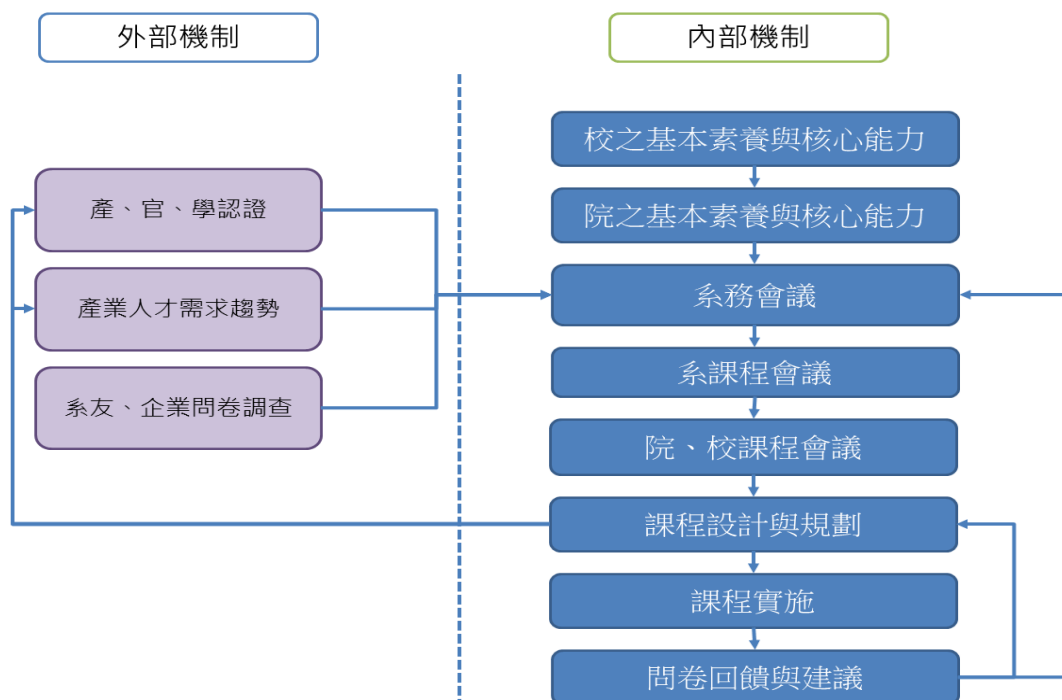 外部機制
內部機制
校之基本素養與核心能力
院之基本素養與核心能力
系務會議
系課程會議
院、校課程會議
課程設計與規劃
課程實施
問卷回饋與建議
產、官、學認證
產業人才需求趨勢
系友、企業問卷調查